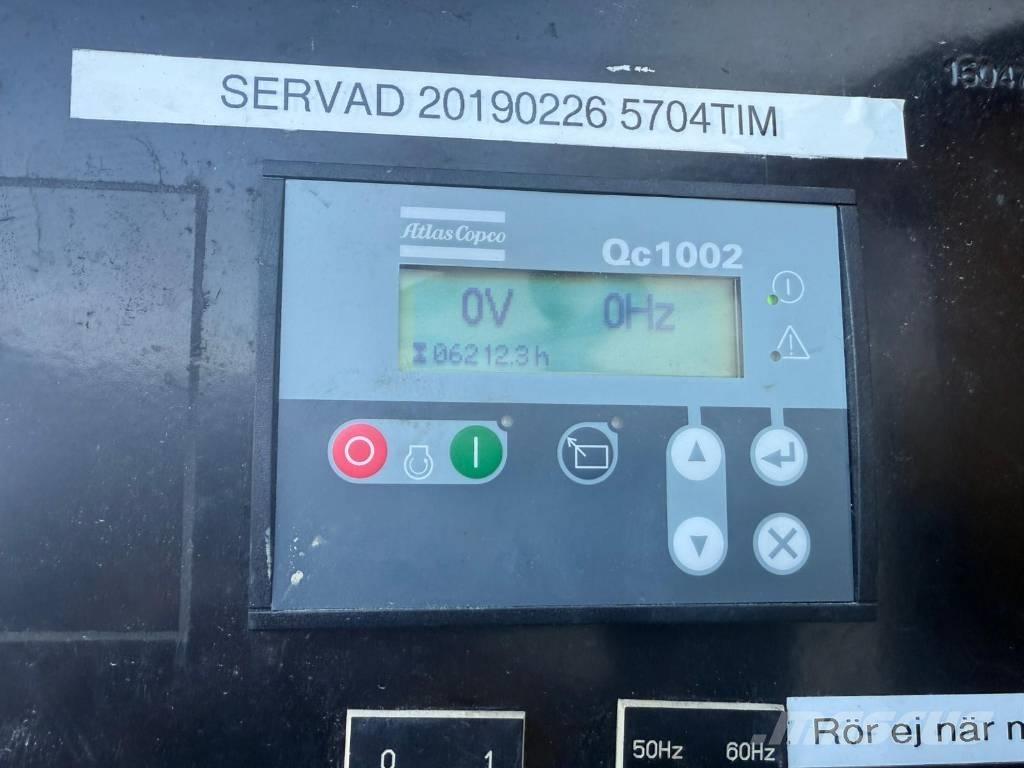 SERVAD 20190226 5704TIM
Atlas Copco
Qc1002
0V 0Hz
06212.3 h
0 1
50Hz 60Hz
Rör ej när